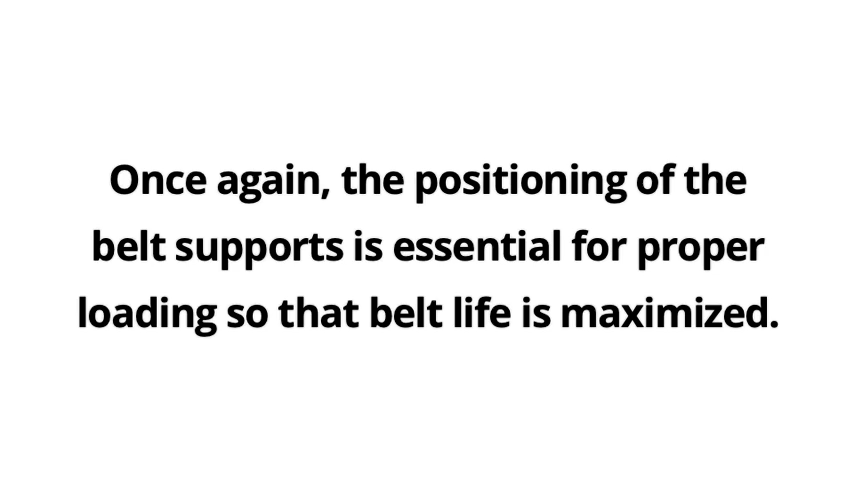 Once again, the positioning of the
belt supports is essential for proper
loading so that belt life is maximized.